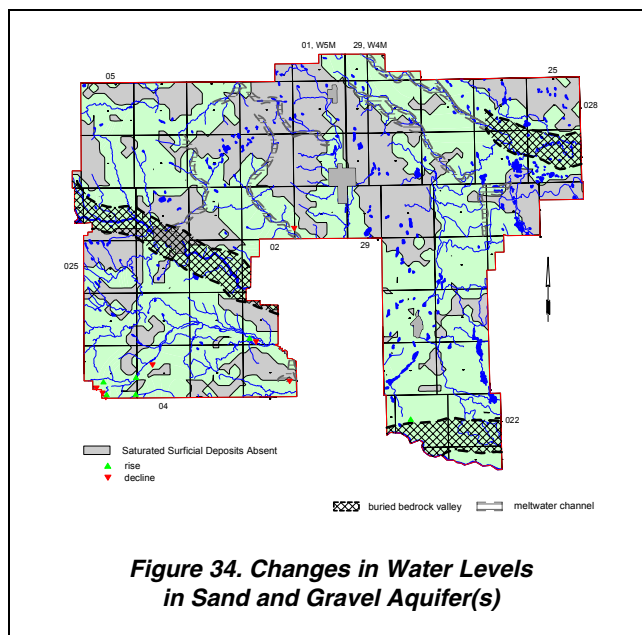 01, W5M 29, W4M
05
25
028
02
29
025
04
022
Saturated Surficial Deposits Absent
rise
decline
buried bedrock valley
meltwater channel
Figure 34. Changes in Water Levels
in Sand and Gravel Aquifer(s)